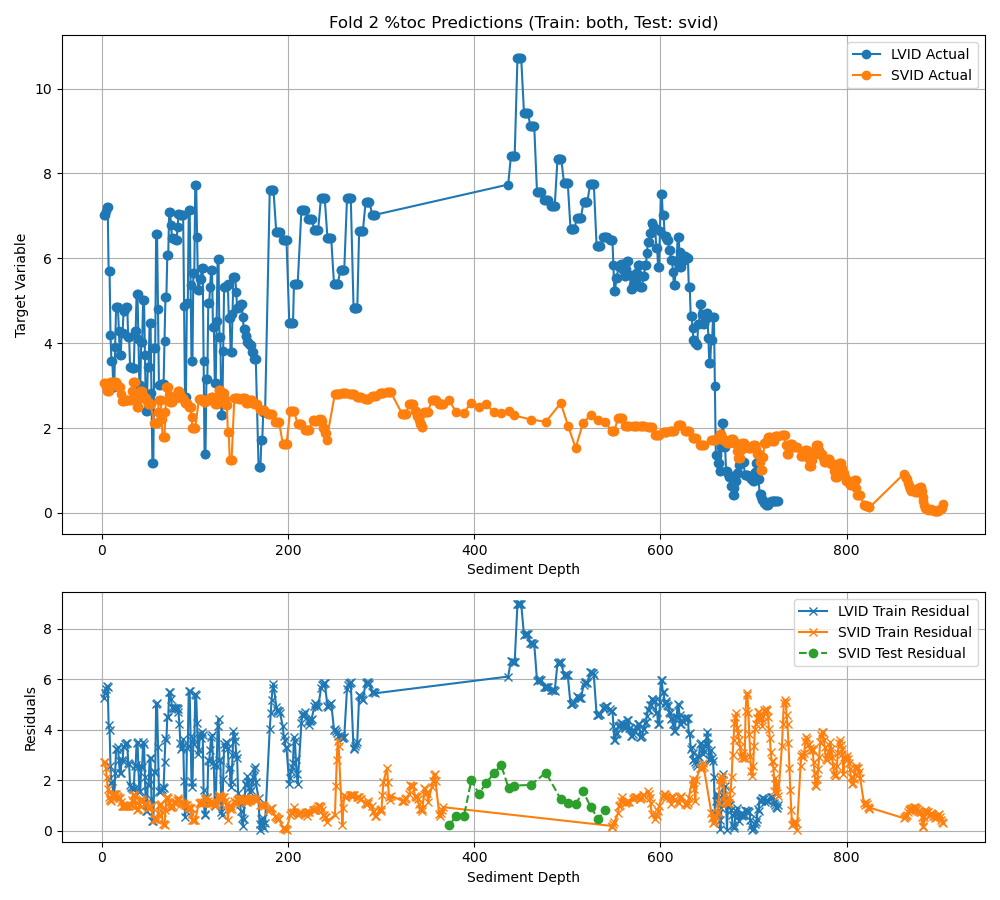 Fold 2 %toc Predictions (Train: both, Test: svid)
LVID Actual
SVID Actual
Target Variable
10
8
6
4
2
0
0 200 400 600 800
Sediment Depth
LVID Train Residual
SVID Train Residual
SVID Test Residual
Residuals
8
6
4
2
0
0 200 400 600 800
Sediment Depth